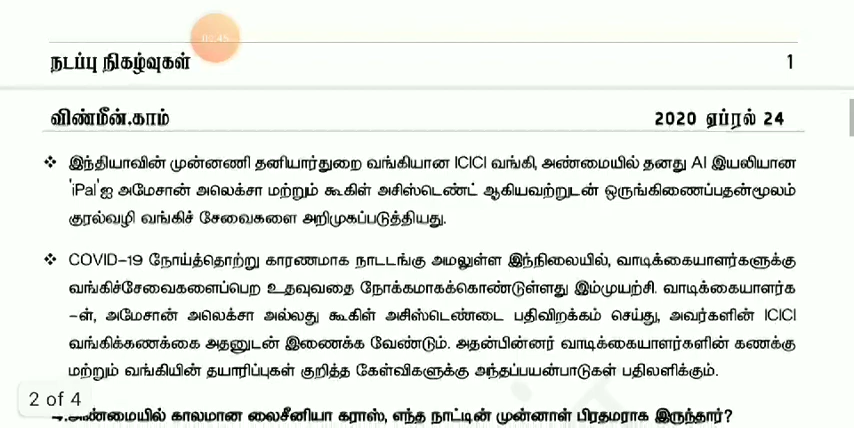 02:45
நடப்பு நிகழ்வுகள் 1
விண்மீன்.காம் 2020 ஏப்ரல் 24
❖ இந்தியாவின் முன்னணி தனியார்துறை வங்கியான ICICI வங்கி, அண்மையில் தனது AI இயலியான
'iPal'ஐ அமேசான் அலெக்சா மற்றும் கூகிள் அசிஸ்டெண்ட் ஆகியவற்றுடன் ஒருங்கிணைப்பதன்மூலம்
குரல்வழி வங்கிச் சேவைகளை அறிமுகப்படுத்தியது.
❖ COVID-19 நோய்த்தொற்று காரணமாக நாடடங்கு அமலுள்ள இந்நிலையில், வாடிக்கையாளர்களுக்கு
வங்கிச்சேவைகளைப்பெற உதவுவதை நோக்கமாகக்கொண்டுள்ளது இம்முயற்சி. வாடிக்கையாளர்க
-ள், அமேசான் அலெக்சா அல்லது கூகிள் அசிஸ்டெண்டை பதிவிறக்கம் செய்து, அவர்களின் ICICI
வங்கிக்கணக்கை அதனுடன் இணைக்க வேண்டும். அதன்பின்னர் வாடிக்கையாளர்களின் கணக்கு
மற்றும் வங்கியின் தயாரிப்புகள் குறித்த கேள்விகளுக்கு அந்தப்பயன்பாடுகள் பதிலளிக்கும்.
2 of 4
4.அண்மையில் காலமான லைசீனியா கராஸ், எந்த நாட்டின் முன்னாள் பிரதமராக இருந்தார்?